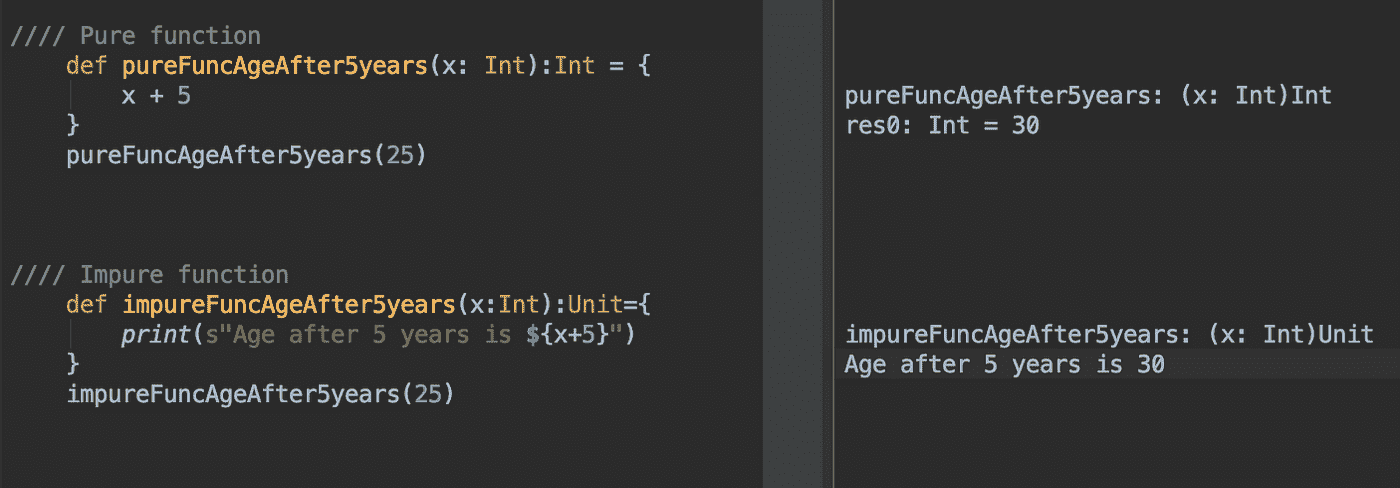 //// Pure function
def pureFuncAgeAfter5years(x: Int):Int = {
x + 5
}
pureFuncAgeAfter5years(25)
//// Impure function
def impureFuncAgeAfter5years(x:Int):Unit={
print(s"Age after 5 years is ${x+5}")
}
impureFuncAgeAfter5years(25)
pureFuncAgeAfter5years: (x: Int)Int
res0: Int = 30
impureFuncAgeAfter5years: (x: Int)Unit
Age after 5 years is 30